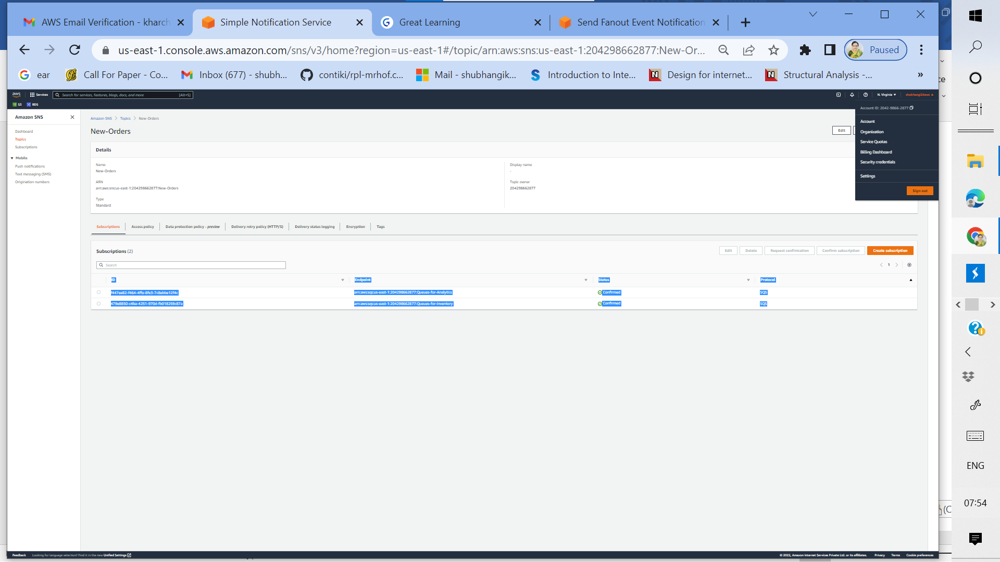 AWS Email Verification - kharch
Simple Notification Service
Great Learning
Send Fanout Event Notification
us-east-1.console.aws.amazon.com/sns/v3/home?region=us-east-1#/topic/arn:aws:sns:us-east-1:204298662877:New-Or...
Paused
ear
Call For Paper - Co...
Inbox (677) - shubh...
contiki/rpl-mrhof.c...
Mail - shubhangik...
Introduction to Inte...
Design for internet...
Structural Analysis -...
»
aws
Services
Search for services, features, blogs, docs, and more
[Alt+S]
N. Virginia
shubhangi24aws
S3
RDS
Account ID: 2042-9866-2877
Account
Organization
Service Quotas
Billing Dashboard
Security credentials
Settings
Sign out
Amazon SNS
Dashboard
Topics
Subscriptions
Mobile
Push notifications
Text messaging (SMS)
Origination numbers
Amazon SNS
Topics
New-Orders
New-Orders
Edit
Details
Name
New-Orders
ARN
arn:aws:sns:us-east-1:204298662877:New-Orders
Type
Standard
Display name
-
Topic owner
204298662877
Subscriptions
Access policy
Data protection policy - preview
Delivery retry policy (HTTP/S)
Delivery status logging
Encryption
Tags
Subscriptions (2)
Edit
Delete
Request confirmation
Confirm subscription
Create subscription
Search
1
ID
Endpoint
Status
Protocol
f447ea82-f464-4ffe-8fe3-7c8ebbe12f4c
arn:aws:sqs:us-east-1:204298662877:Queues-for-Analytics
Confirmed
SQS
479e8850-c4ba-4251-970d-fb018259c87a
arn:aws:sqs:us-east-1:204298662877:Queues-for-Inventory
Confirmed
SQS
Feedback
Looking for language selection? Find it in the new Unified Settings
© 2022, Amazon Internet Services Private Ltd. or its affiliates.
Privacy
Terms
Cookie preferences
ce
(C
ENG
07:54